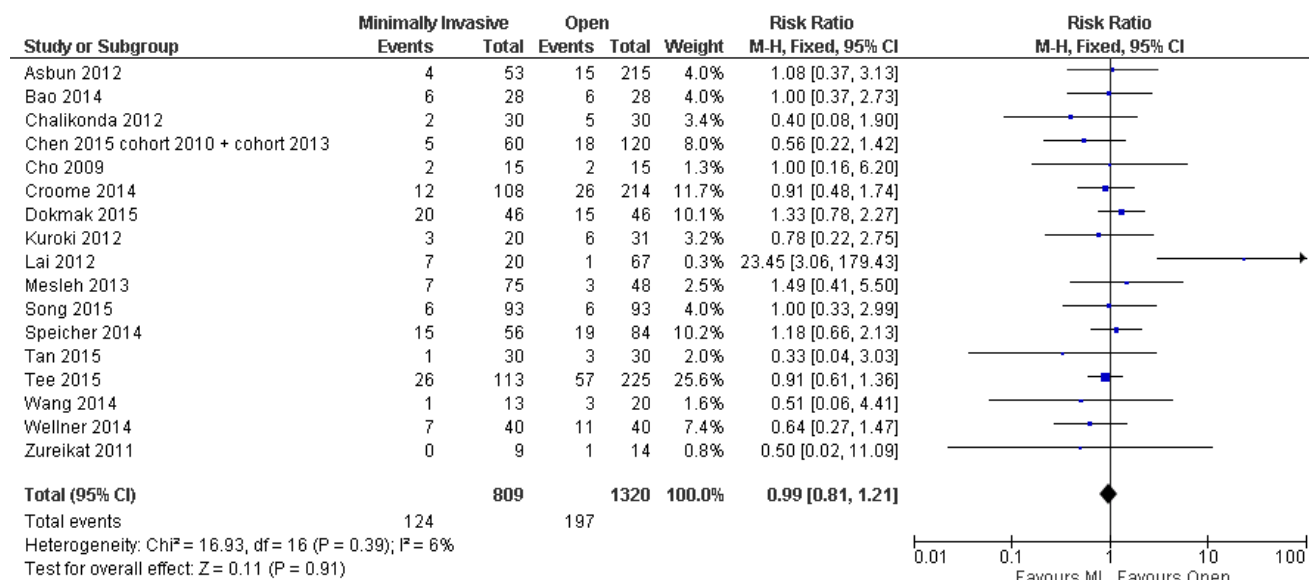 Minimally Invasive Open Risk Ratio Risk Ratio
Study or Subgroup Events Total Events Total Weight M-H, Fixed, 95% CI M-H, Fixed, 95% CI
Asbun 2012 4 53 15 215 4.0% 1.08 [0.37, 3.13]
Bao 2014 6 28 6 28 4.0% 1.00 [0.37, 2.73]
Chalikonda 2012 2 30 5 30 3.4% 0.40 [0.08, 1.90]
Chen 2015 cohort 2010 + cohort 2013 5 60 18 120 8.0% 0.56 [0.22, 1.42]
Cho 2009 2 15 2 15 1.3% 1.00 [0.16, 6.20]
Croome 2014 12 108 26 214 11.7% 0.91 [0.48, 1.74]
Dokmak 2015 20 46 15 46 10.1% 1.33 [0.78, 2.27]
Kuroki 2012 3 20 6 31 3.2% 0.78 [0.22, 2.75]
Lai 2012 7 20 1 67 0.3% 23.45 [3.06, 179.43]
Mesleh 2013 7 75 3 48 2.5% 1.49 [0.41, 5.50]
Song 2015 6 93 6 93 4.0% 1.00 [0.33, 2.99]
Speicher 2014 15 56 19 84 10.2% 1.18 [0.66, 2.13]
Tan 2015 1 30 3 30 2.0% 0.33 [0.04, 3.03]
Tee 2015 26 113 57 225 25.6% 0.91 [0.61, 1.36]
Wang 2014 1 13 3 20 1.6% 0.51 [0.06, 4.41]
Wellner 2014 7 40 11 40 7.4% 0.64 [0.27, 1.47]
Zureikat 2011 0 9 1 14 0.8% 0.50 [0.02, 11.09]
Total (95% CI) 809 1320 100.0% 0.99 [0.81, 1.21]
Total events 124 197
Heterogeneity: Chi² = 16.93, df = 16 (P = 0.39); I² = 6%
Test for overall effect: Z = 0.11 (P = 0.91)
0.01 0.1 1 10 100
Favours MI Favours Open